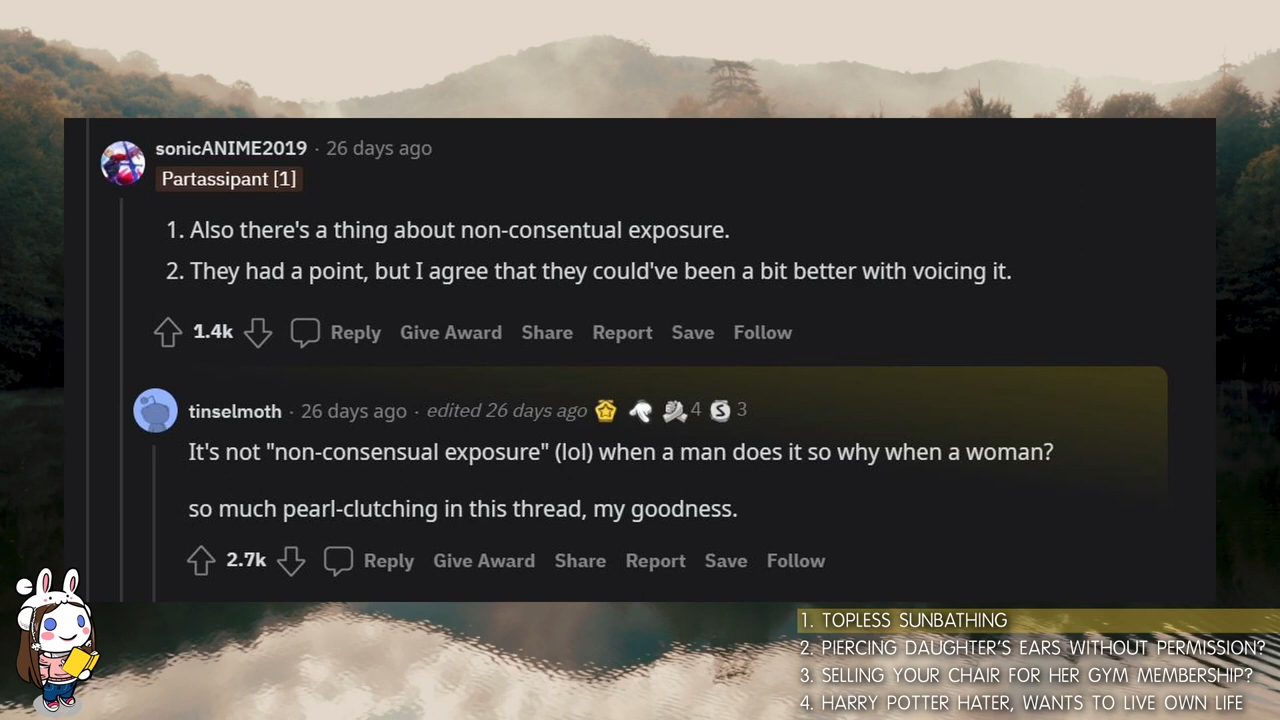 sonicANIME2019 · 26 days ago
Partassipant [1]
1. Also there's a thing about non-consentual exposure.
2. They had a point, but I agree that they could've been a bit better with voicing it.
1.4k Reply Give Award Share Report Save Follow
tinselmoth · 26 days ago · edited 26 days ago S 4 3
It's not "non-consensual exposure" (lol) when a man does it so why when a woman?
so much pearl-clutching in this thread, my goodness.
2.7k Reply Give Award Share Report Save Follow
1. TOPLESS SUNBATHING
2. PIERCING DAUGHTER'S EARS WITHOUT PERMISSION?
3. SELLING YOUR CHAIR FOR HER GYM MEMBERSHIP?
4. HARRY POTTER HATER, WANTS TO LIVE OWN LIFE